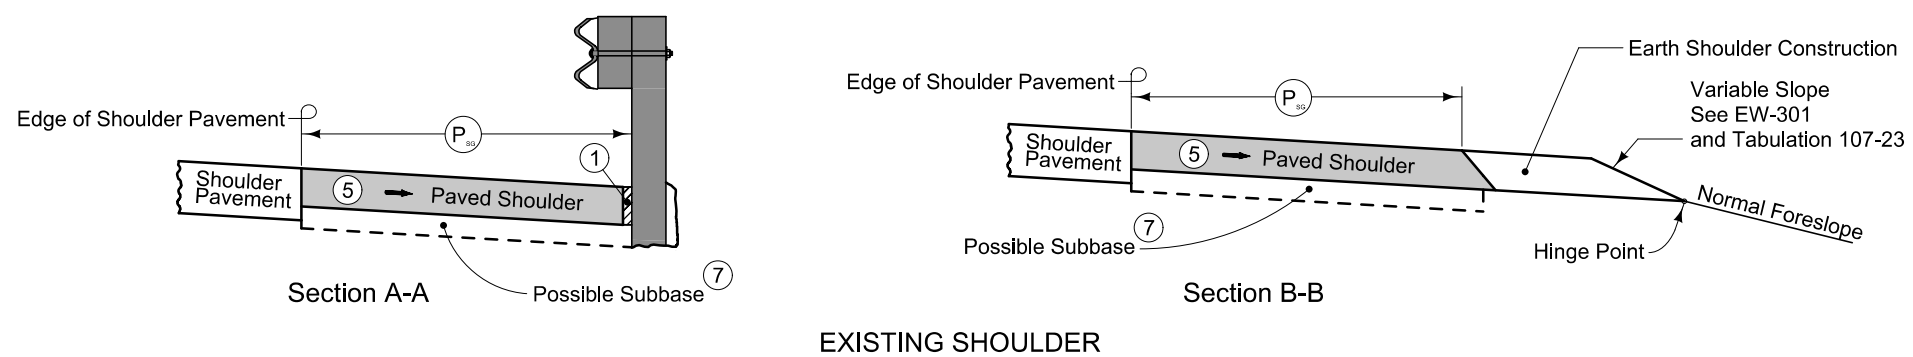 Edge of Shoulder Pavement
P SG
1
Shoulder
Pavement
5
Paved Shoulder
7
Possible Subbase
Section A-A
Edge of Shoulder Pavement
P SG
Earth Shoulder Construction
Variable Slope
See EW-301
and Tabulation 107-23
Shoulder
Pavement
5
Paved Shoulder
7
Possible Subbase
Normal Foreslope
Hinge Point
Section B-B
EXISTING SHOULDER